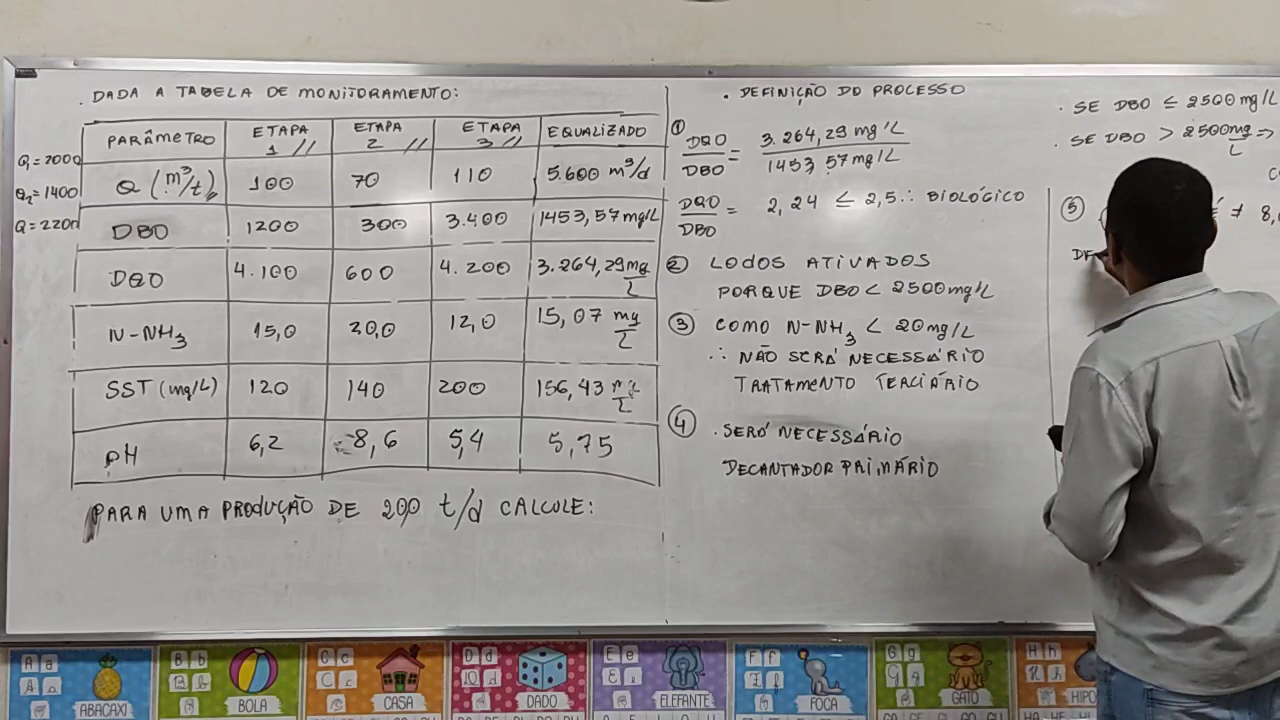 . DADA A TABELA DE MONITORAMENTO:
PARÂMETRO ETAPA 1 // ETAPA 2 // ETAPA 3 // EQUALIZADO
Q (m³/t) 100 70 110 5.600 m³/d
DBO 1200 300 3.400 1453,57 mg/L
DQO 4.100 600 4.200 3.264,29 mg/L
N-NH₃ 15,0 20,0 12,0 15,07 mg/L
SST (mg/L) 120 140 200 156,43 mg/L
pH 6,2 8,6 5,4 5,75
Q₁ = 2000
Q₂ = 1400
Q = 2200
PARA UMA PRODUÇÃO DE 200 t/d CALCULE:
. DEFINIÇÃO DO PROCESSO
① DQO/DBO = 3.264,29 mg/L / 1453,57 mg/L
DQO/DBO = 2,24 ≤ 2,5 ∴ BIOLÓGICO
② LODOS ATIVADOS
PORQUE DBO < 2500 mg/L
③ COMO N-NH₃ < 20 mg/L
∴ NÃO SERÁ NECESSÁRIO
TRATAMENTO TERCIÁRIO
④ . SERÁ NECESSÁRIO
DECANTADOR PRIMÁRIO
. SE DBO ≤ 2500 mg/L
. SE DBO > 2500 mg/L ⇒
⑤ ≠ 8,
A a
A a
ABACAXI
B b
B b
BOLA
C c
C c
CASA
D d
D d
DADO
E e
E e
ELEFANTE
F f
F f
FOCA
G g
G g
GATO
H h
H h
HIPO